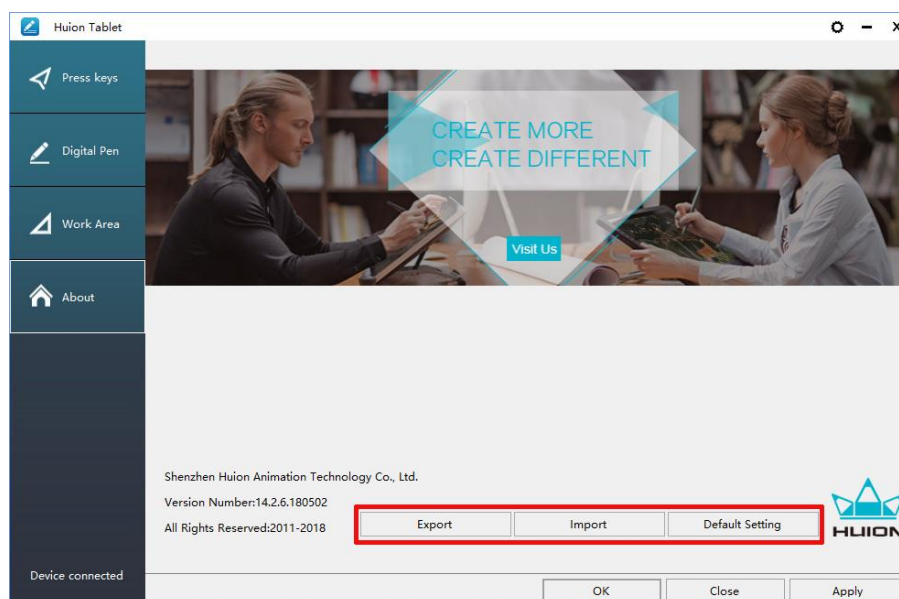 Huion Tablet
Press keys
Digital Pen
Work Area
About
CREATE MORE
CREATE DIFFERENT
Visit Us
Shenzhen Huion Animation Technology Co., Ltd.
Version Number:14.2.6.180502
All Rights Reserved:2011-2018
Export Import Default Setting
HUION
Device connected
OK Close Apply